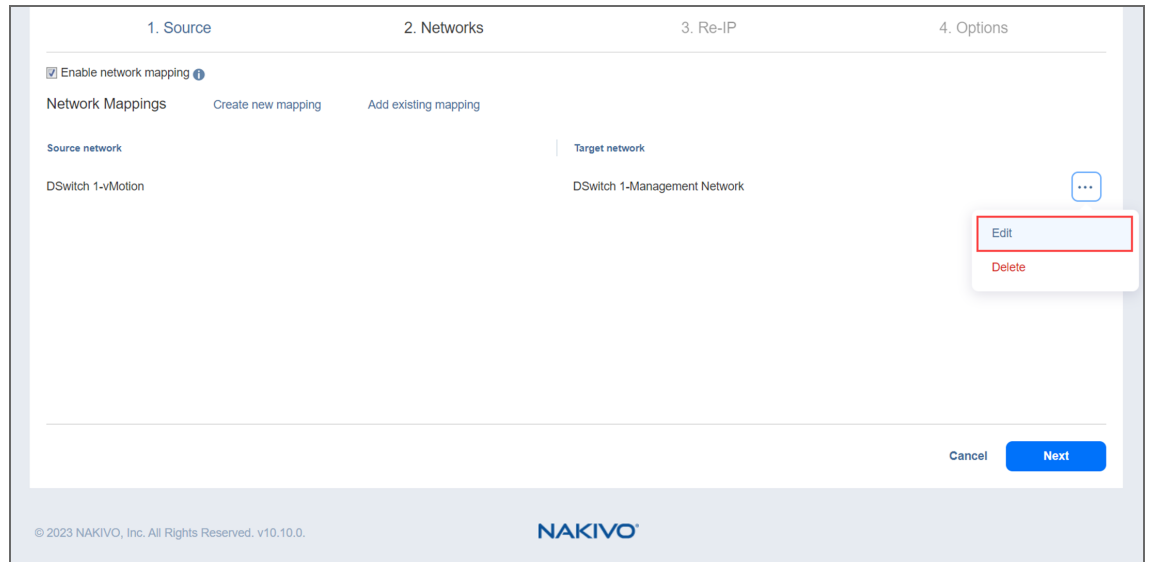 1. Source 2. Networks 3. Re-IP 4. Options
Enable network mapping
Network Mappings Create new mapping Add existing mapping
Source network Target network
DSwitch 1-vMotion DSwitch 1-Management Network ...
Edit
Delete
Cancel Next
© 2023 NAKIVO, Inc. All Rights Reserved. v10.10.0. NAKIVO®